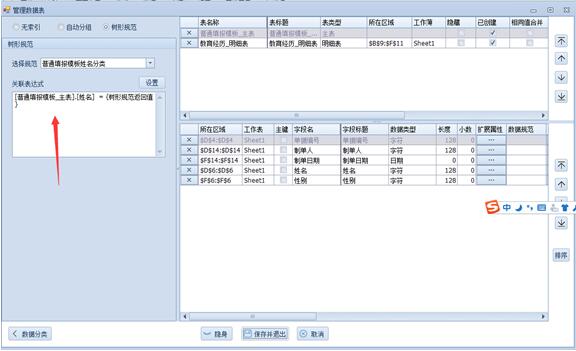 管理数据表
无索引 自动分组 树形规范
树形规范
选择规范 普通填报模板姓名分类
关联表达式 设置
[普通填报模板_主表].[姓名] = {树形规范返回值
}
表名称 表标题 表类型 所在区域 工作簿 隐藏 已创建 相同值合并
普通填报模板_主表 普通填报模板_... 主表
教育经历_明细表 教育经历_明细表 明细表 $B$9:$F$11 Sheet1
所在区域 工作表 主键 字段名 字段标题 数据类型 长度 小数 扩展属性 数据规范
$D$4:$D$4 Sheet1 单据编号 单据编号 字符 128 0 ...
$D$14:$D$14 Sheet1 制单人 制单人 字符 128 0 ...
$F$14:$F$14 Sheet1 制单日期 制单日期 日期 0 0 ...
$D$6:$D$6 Sheet1 姓名 姓名 字符 128 0 ...
$F$6:$F$6 Sheet1 性别 性别 字符 128 0 ...
S 中
排序
数据分类 隐身 保存并退出 取消